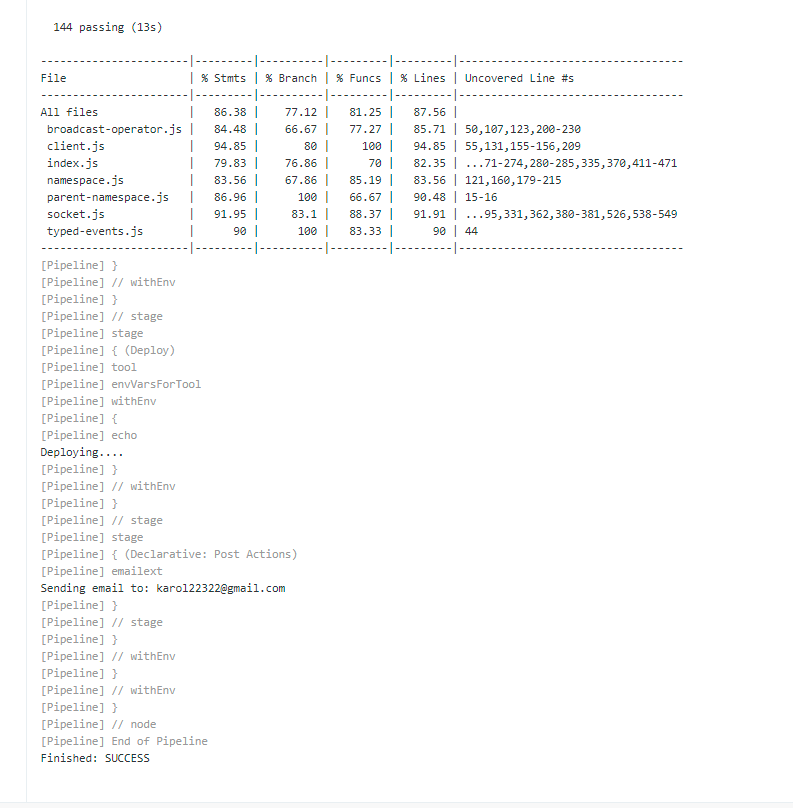 144 passing (13s)
-----------------------|---------|----------|---------|---------|----------------------------------
File | % Stmts | % Branch | % Funcs | % Lines | Uncovered Line #s
-----------------------|---------|----------|---------|---------|----------------------------------
All files | 86.38 | 77.12 | 81.25 | 87.56 |
broadcast-operator.js | 84.48 | 66.67 | 77.27 | 85.71 | 50,107,123,200-230
client.js | 94.85 | 80 | 100 | 94.85 | 55,131,155-156,209
index.js | 79.83 | 76.86 | 70 | 82.35 | ...71-274,280-285,335,370,411-471
namespace.js | 83.56 | 67.86 | 85.19 | 83.56 | 121,160,179-215
parent-namespace.js | 86.96 | 100 | 66.67 | 90.48 | 15-16
socket.js | 91.95 | 83.1 | 88.37 | 91.91 | ...95,331,362,380-381,526,538-549
typed-events.js | 90 | 100 | 83.33 | 90 | 44
-----------------------|---------|----------|---------|---------|----------------------------------
[Pipeline] }
[Pipeline] // withEnv
[Pipeline] }
[Pipeline] // stage
[Pipeline] stage
[Pipeline] { (Deploy)
[Pipeline] tool
[Pipeline] envVarsForTool
[Pipeline] withEnv
[Pipeline] {
[Pipeline] echo
Deploying....
[Pipeline] }
[Pipeline] // withEnv
[Pipeline] }
[Pipeline] // stage
[Pipeline] stage
[Pipeline] { (Declarative: Post Actions)
[Pipeline] emailext
Sending email to: karol22322@gmail.com
[Pipeline] }
[Pipeline] // stage
[Pipeline] }
[Pipeline] // withEnv
[Pipeline] }
[Pipeline] // withEnv
[Pipeline] }
[Pipeline] // node
[Pipeline] End of Pipeline
Finished: SUCCESS